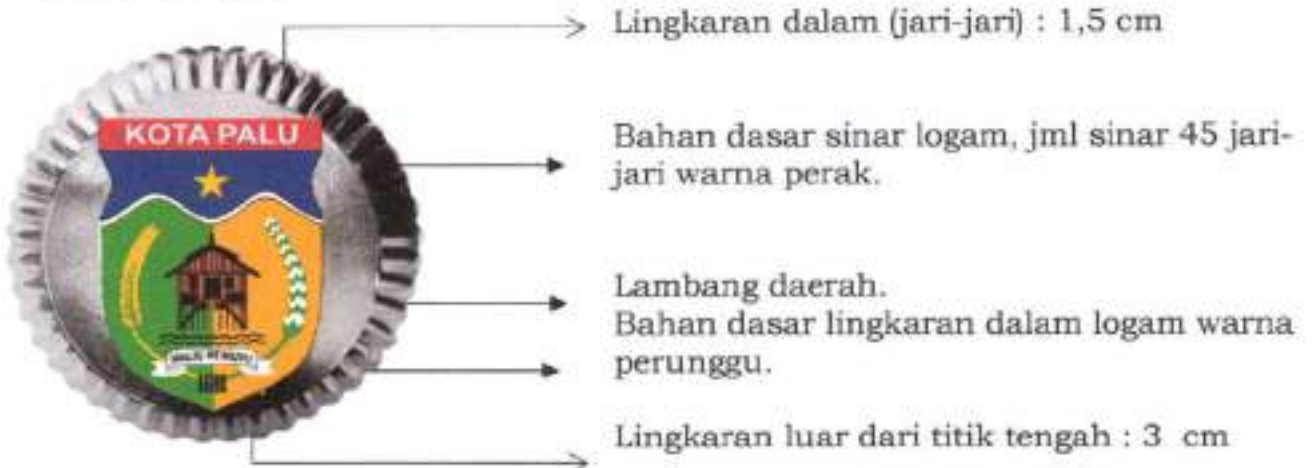 Lingkaran dalam (jari-jari) : 1,5 cm
KOTA PALU
Bahan dasar sinar logam, jml sinar 45 jari-
jari warna perak.
Lambang daerah.
Bahan dasar lingkaran dalam logam warna
perunggu.
Lingkaran luar dari titik tengah : 3 cm